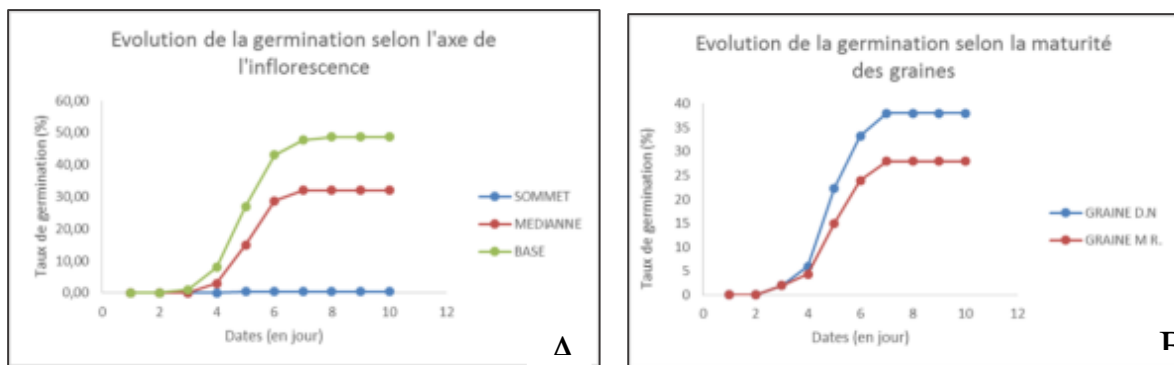 Evolution de la germination selon l'axe de
l'inflorescence
Taux de germination (%)
60,00
50,00
40,00
30,00
20,00
10,00
0,00
0 2 4 6 8 10 12
Dates (en jour)
SOMMET
MEDIANNE
BASE
A
Evolution de la germination selon la maturité
des graines
Taux de germination (%)
40
35
30
25
20
15
10
5
0
0 2 4 6 8 10 12
Dates (en jour)
GRAINE D.N
GRAINE M R.